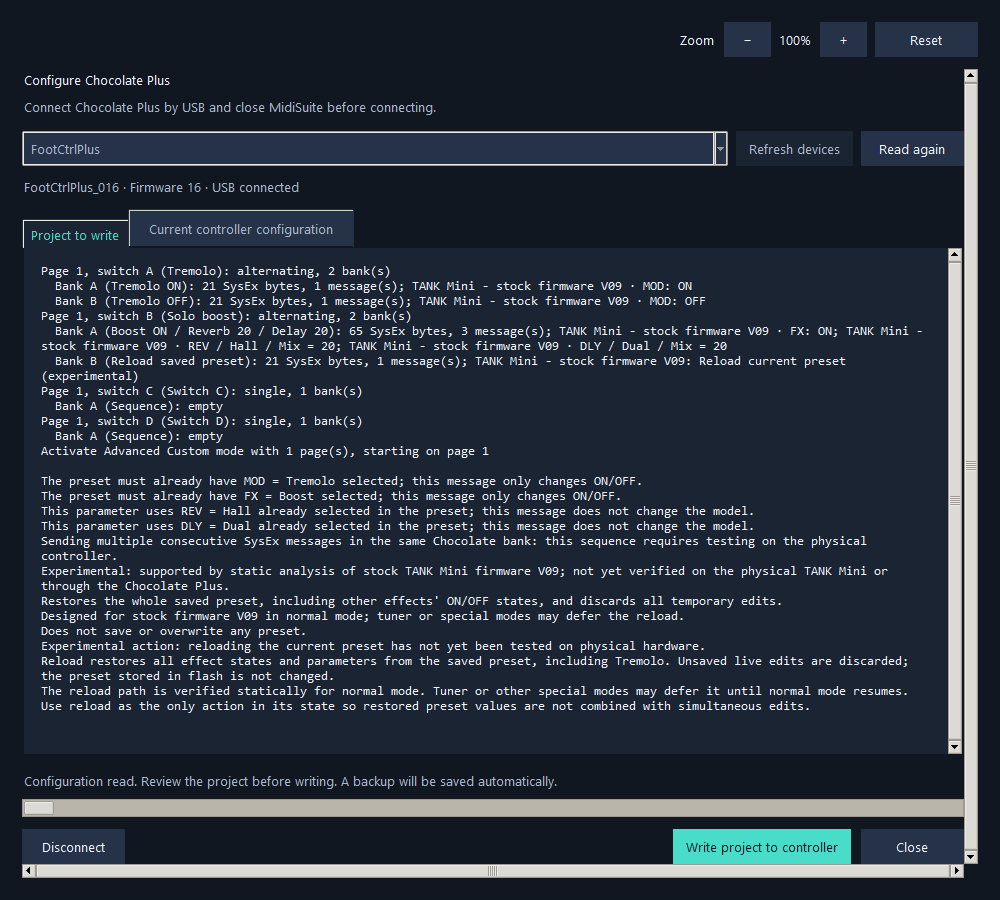 Zoom − 100% + Reset
Configure Chocolate Plus
Connect Chocolate Plus by USB and close MidiSuite before connecting.
FootCtrlPlus Refresh devices Read again
FootCtrlPlus_016 · Firmware 16 · USB connected
Project to write Current controller configuration
Page 1, switch A (Tremolo): alternating, 2 bank(s)
Bank A (Tremolo ON): 21 SysEx bytes, 1 message(s); TANK Mini - stock firmware V09 · MOD: ON
Bank B (Tremolo OFF): 21 SysEx bytes, 1 message(s); TANK Mini - stock firmware V09 · MOD: OFF
Page 1, switch B (Solo boost): alternating, 2 bank(s)
Bank A (Boost ON / Reverb 20 / Delay 20): 65 SysEx bytes, 3 message(s); TANK Mini - stock firmware V09 · FX: ON; TANK Mini -
stock firmware V09 · REV / Hall / Mix = 20; TANK Mini - stock firmware V09 · DLY / Dual / Mix = 20
Bank B (Reload saved preset): 21 SysEx bytes, 1 message(s); TANK Mini - stock firmware V09: Reload current preset
(experimental)
Page 1, switch C (Switch C): single, 1 bank(s)
Bank A (Sequence): empty
Page 1, switch D (Switch D): single, 1 bank(s)
Bank A (Sequence): empty
Activate Advanced Custom mode with 1 page(s), starting on page 1
The preset must already have MOD = Tremolo selected; this message only changes ON/OFF.
The preset must already have FX = Boost selected; this message only changes ON/OFF.
This parameter uses REV = Hall already selected in the preset; this message does not change the model.
This parameter uses DLY = Dual already selected in the preset; this message does not change the model.
Sending multiple consecutive SysEx messages in the same Chocolate bank: this sequence requires testing on the physical
controller.
Experimental: supported by static analysis of stock TANK Mini firmware V09; not yet verified on the physical TANK Mini or
through the Chocolate Plus.
Restores the whole saved preset, including other effects' ON/OFF states, and discards all temporary edits.
Designed for stock firmware V09 in normal mode; tuner or special modes may defer the reload.
Does not save or overwrite any preset.
Experimental action: reloading the current preset has not yet been tested on physical hardware.
Reload restores all effect states and parameters from the saved preset, including Tremolo. Unsaved live edits are discarded;
the preset stored in flash is not changed.
The reload path is verified statically for normal mode. Tuner or other special modes may defer it until normal mode resumes.
Use reload as the only action in its state so restored preset values are not combined with simultaneous edits.
Configuration read. Review the project before writing. A backup will be saved automatically.
Disconnect Write project to controller Close